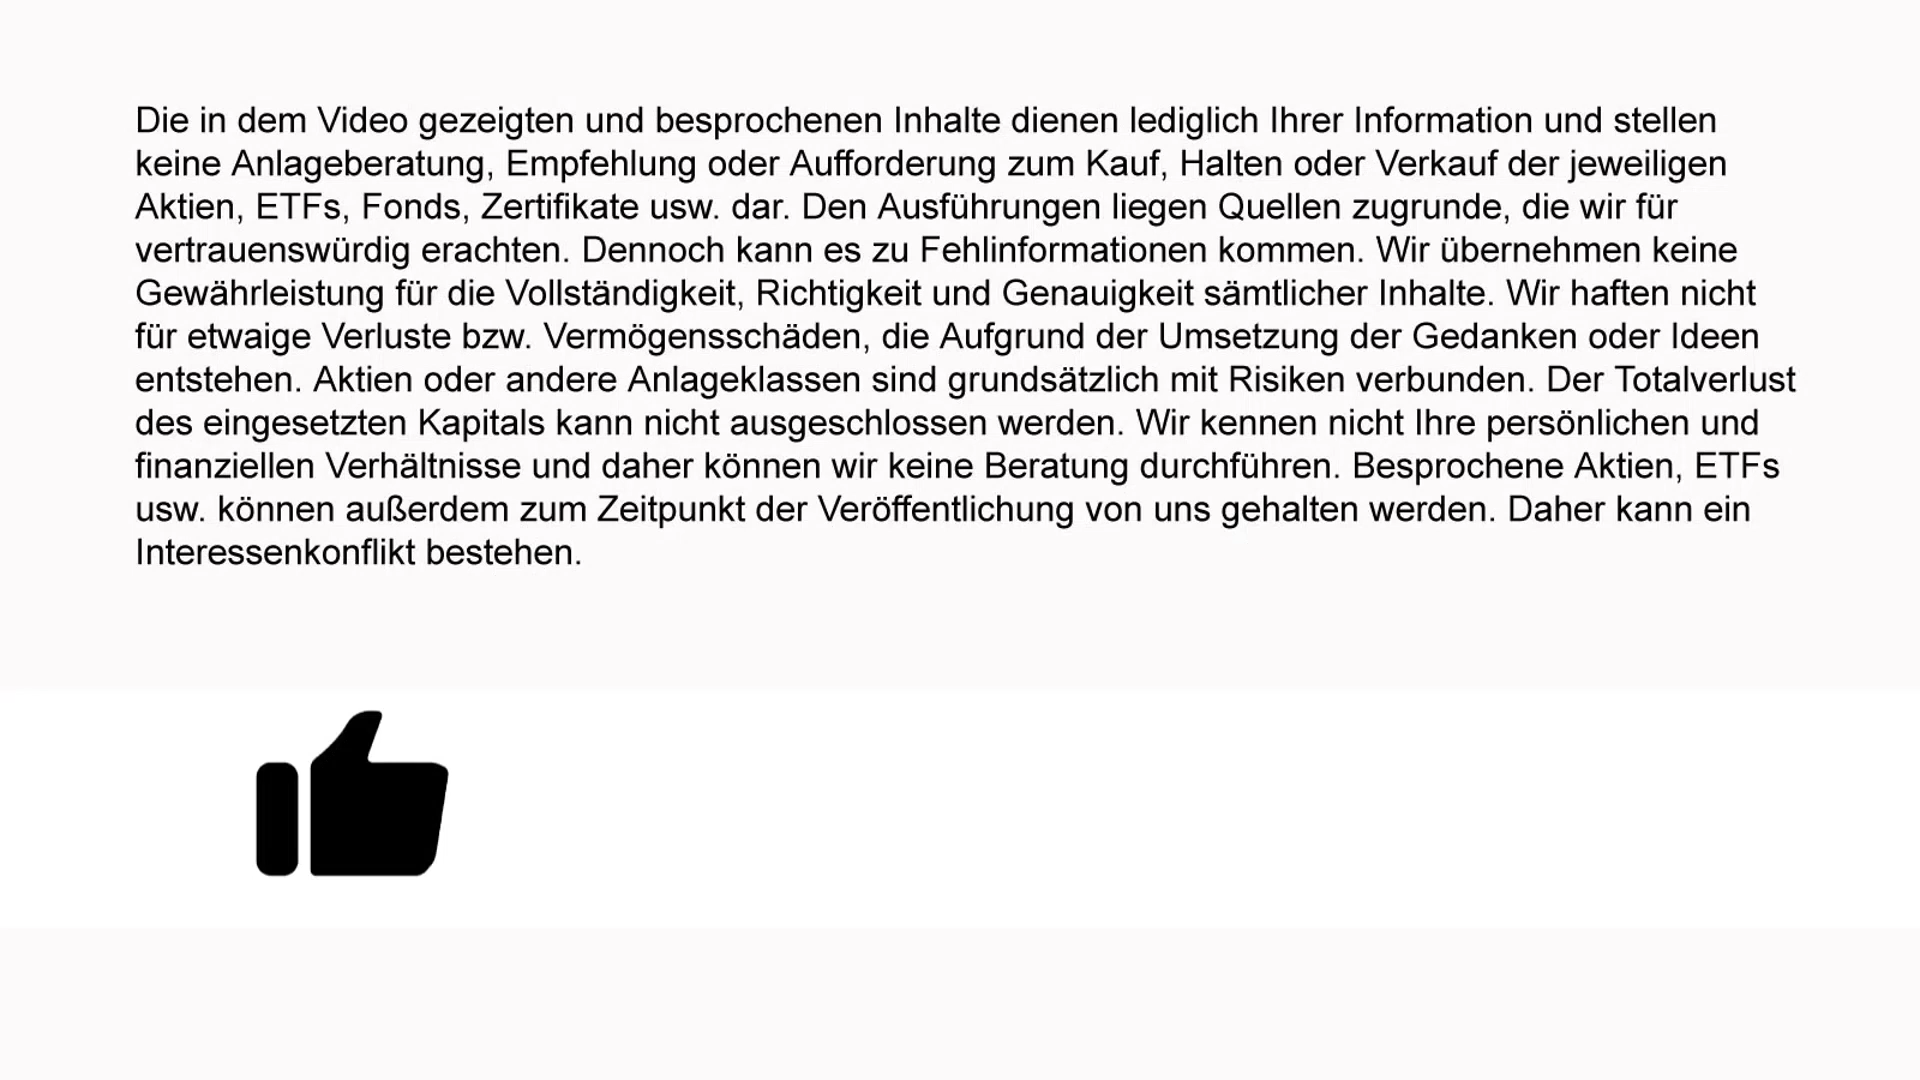 Die in dem Video gezeigten und besprochenen Inhalte dienen lediglich Ihrer Information und stellen
keine Anlageberatung, Empfehlung oder Aufforderung zum Kauf, Halten oder Verkauf der jeweiligen
Aktien, ETFs, Fonds, Zertifikate usw. dar. Den Ausführungen liegen Quellen zugrunde, die wir für
vertrauenswürdig erachten. Dennoch kann es zu Fehlinformationen kommen. Wir übernehmen keine
Gewährleistung für die Vollständigkeit, Richtigkeit und Genauigkeit sämtlicher Inhalte. Wir haften nicht
für etwaige Verluste bzw. Vermögensschäden, die Aufgrund der Umsetzung der Gedanken oder Ideen
entstehen. Aktien oder andere Anlageklassen sind grundsätzlich mit Risiken verbunden. Der Totalverlust
des eingesetzten Kapitals kann nicht ausgeschlossen werden. Wir kennen nicht Ihre persönlichen und
finanziellen Verhältnisse und daher können wir keine Beratung durchführen. Besprochene Aktien, ETFs
usw. können außerdem zum Zeitpunkt der Veröffentlichung von uns gehalten werden. Daher kann ein
Interessenkonflikt bestehen.